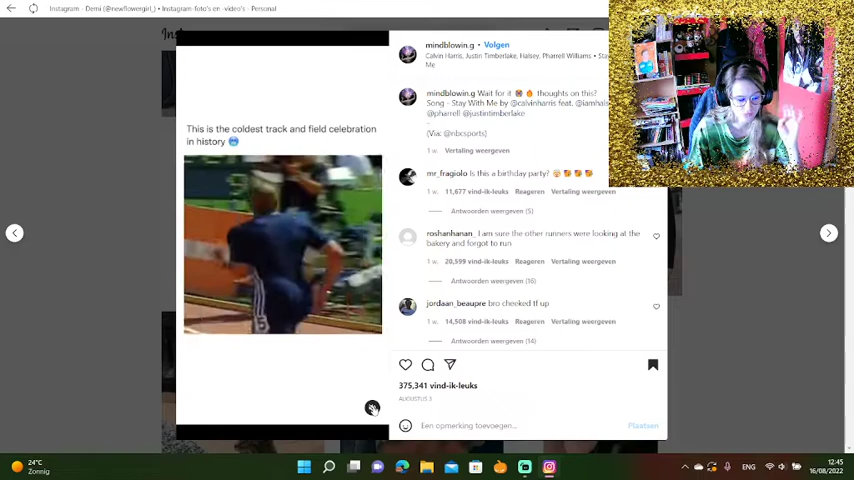 Instagram - Demi (@newflowergirl_) • Instagram-foto's en -video's - Personal
This is the coldest track and field celebration
in history 🥶
mindblowin.g • Volgen
Calvin Harris, Justin Timberlake, Halsey, Pharrell Williams • Stay
Me
mindblowin.g Wait for it 🔥 thoughts on this?
Song - Stay With Me by @calvinharris feat. @iamhals
@pharrell @justintimberlake
-
(Via: @nbcsports)
1 w. Vertaling weergeven
mr_fragiolo Is this a birthday party?
1 w. 11,677 vind-ik-leuks Reageren Vertaling weergeven
Antwoorden weergeven (5)
roshanhanan_ I am sure the other runners were looking at the
bakery and forgot to run
1 w. 20,599 vind-ik-leuks Reageren Vertaling weergeven
Antwoorden weergeven (16)
jordaan_beaupre bro cheeked tf up
1 w. 14,508 vind-ik-leuks Reageren Vertaling weergeven
Antwoorden weergeven (14)
375,341 vind-ik-leuks
AUGUSTUS 3
Een opmerking toevoegen...
Plaatsen
24°C
Zonnig
ENG
12:45
16/08/2022